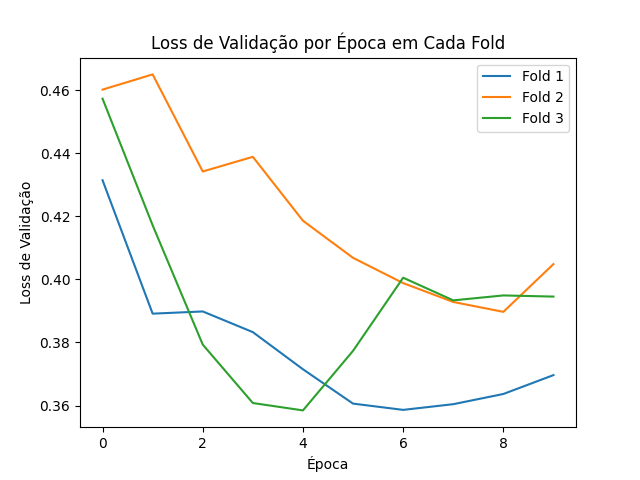 Loss de Validação por Época em Cada Fold
Fold 1
Fold 2
Fold 3
0.46
0.44
0.42
0.40
0.38
0.36
Loss de Validação
0
2
4
6
8
Época